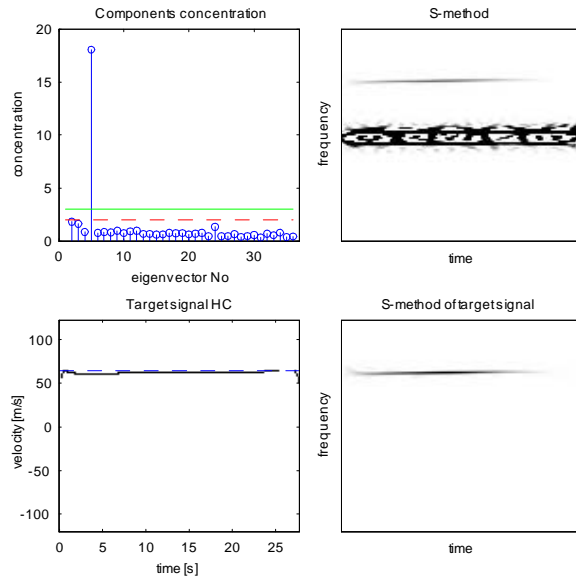 Components concentration
20
15
10
5
0
concentration
0 10 20 30
eigenvector No
S-method
frequency
time
Target signal HC
100
50
0
-50
-100
velocity [m/s]
0 5 10 15 20 25
time [s]
S-method of target signal
frequency
time